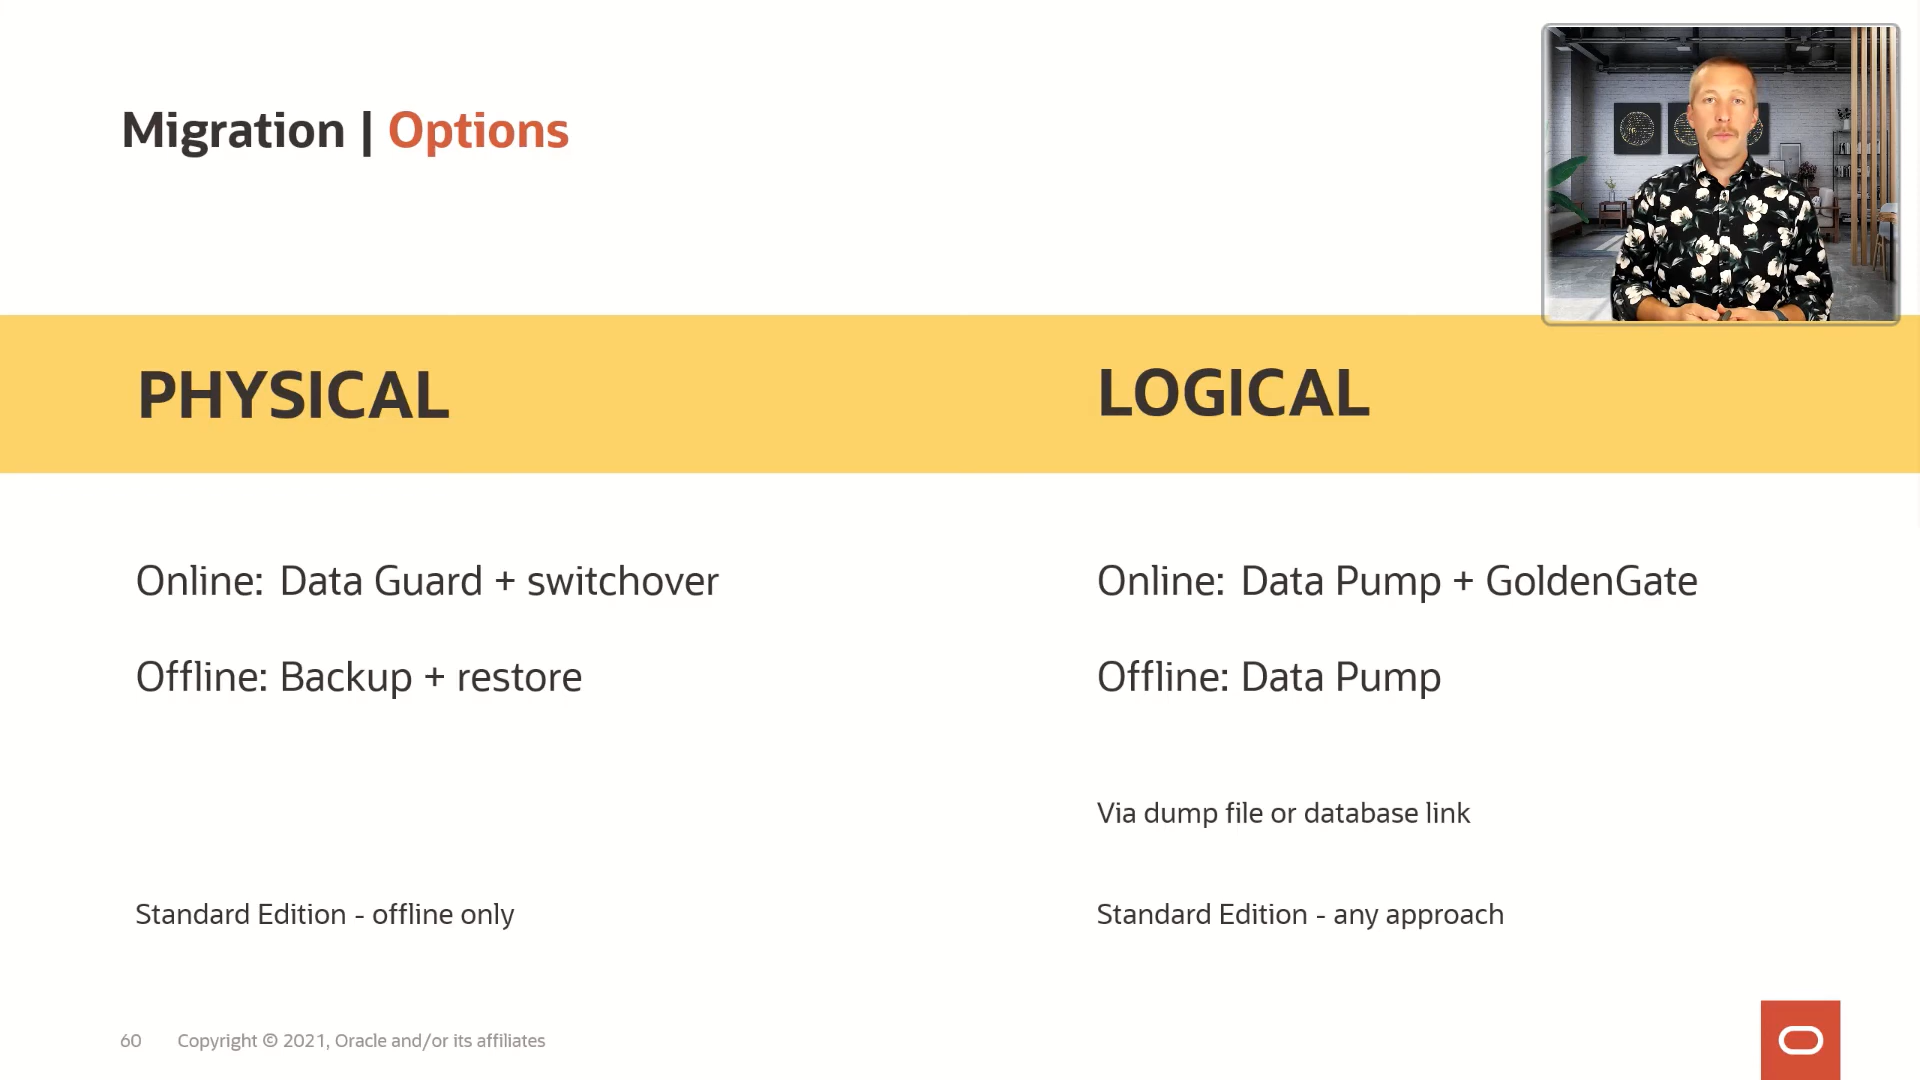 Migration | Options
PHYSICAL
Online: Data Guard + switchover
Offline: Backup + restore
Standard Edition - offline only
LOGICAL
Online: Data Pump + GoldenGate
Offline: Data Pump
Via dump file or database link
Standard Edition - any approach
60 Copyright © 2021, Oracle and/or its affiliates